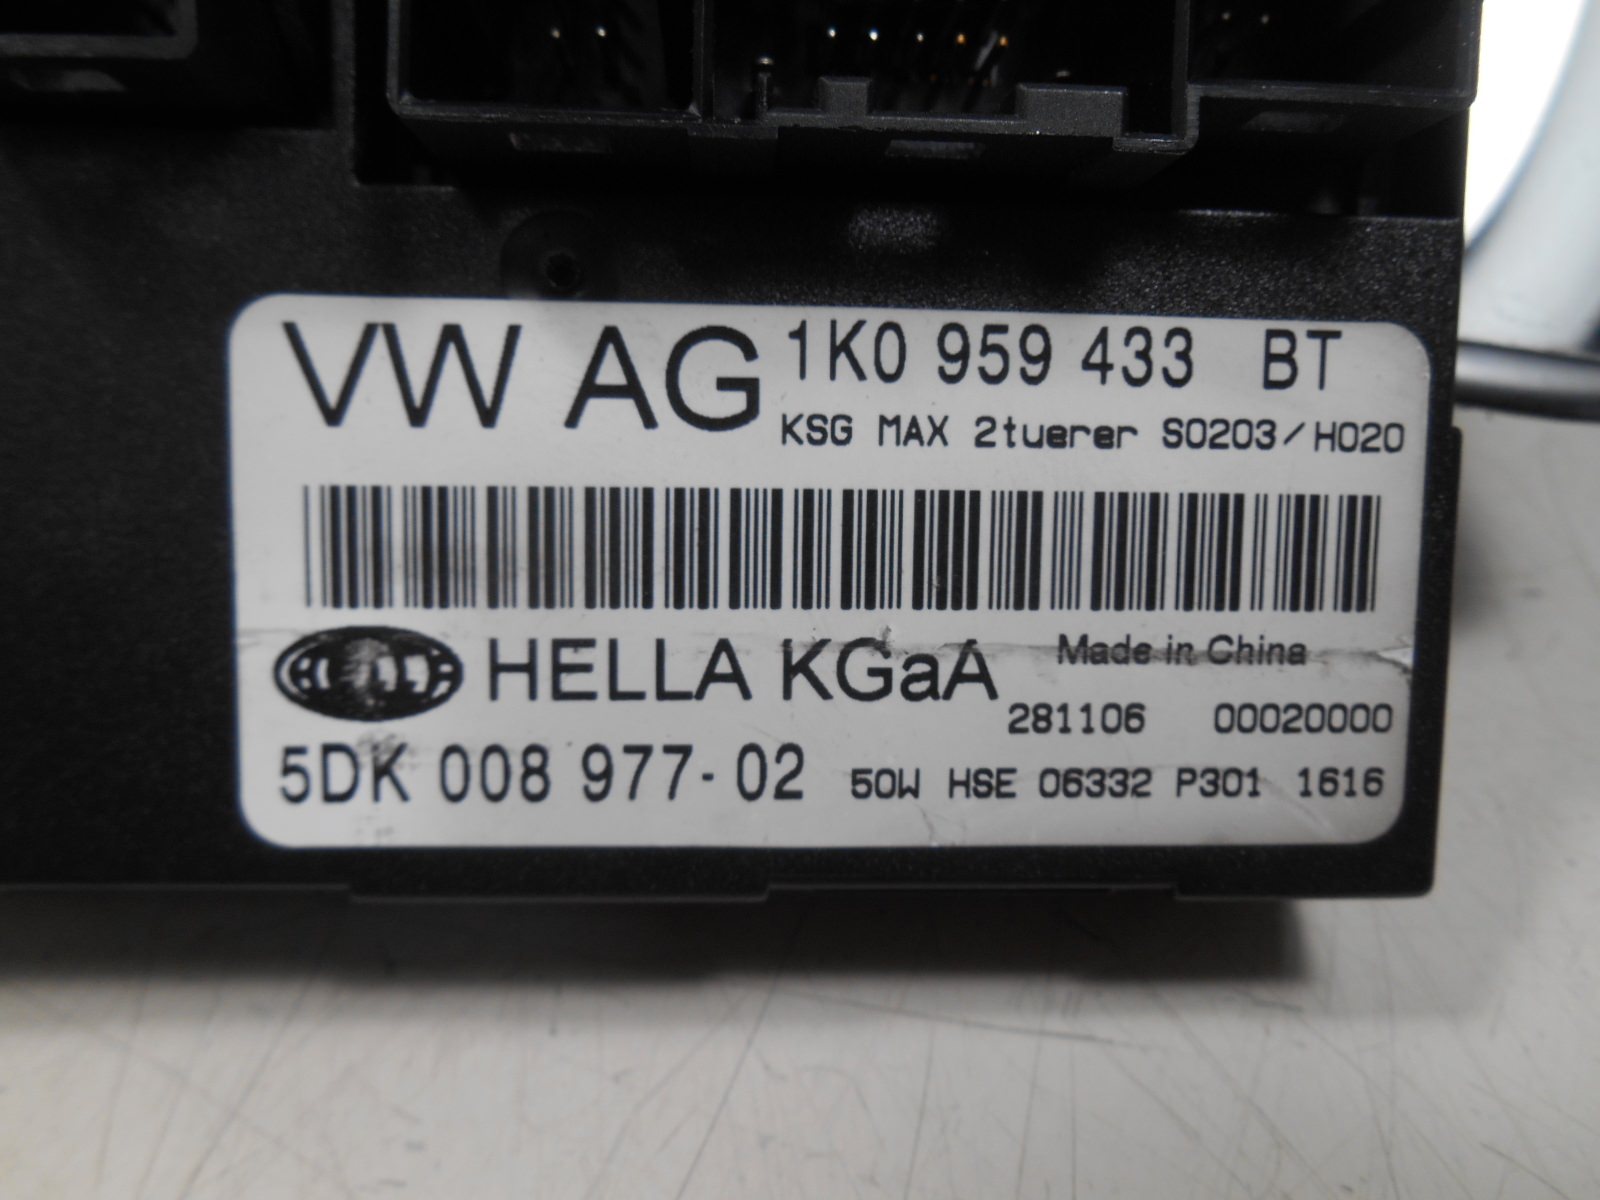 VW AG 1K0 959 433 BT
KSG MAX 2tuerer S0203/H020
HELLA
HELLA KGaA Made in China
281106 00020000
5DK 008 977-02 50W HSE 06332 P301 1616